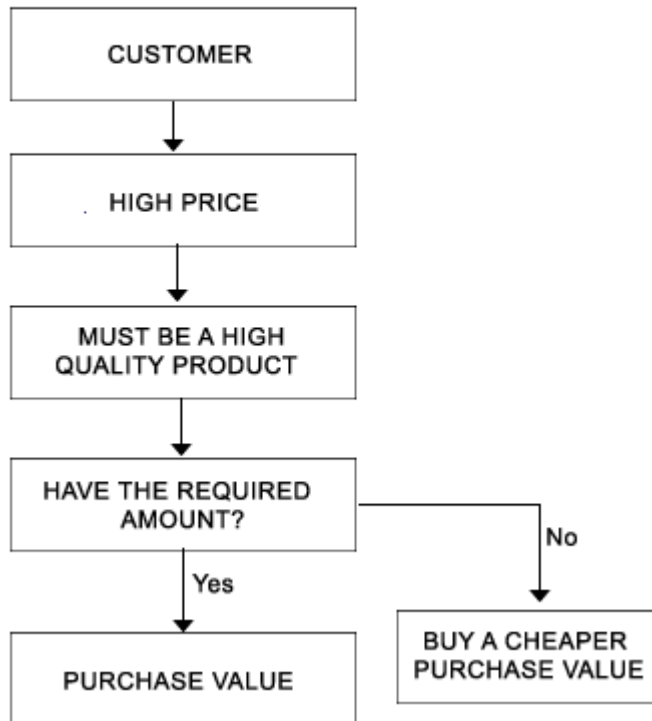 CUSTOMER
HIGH PRICE
MUST BE A HIGH
QUALITY PRODUCT
HAVE THE REQUIRED
AMOUNT?
No
Yes
BUY A CHEAPER
PURCHASE VALUE
PURCHASE VALUE